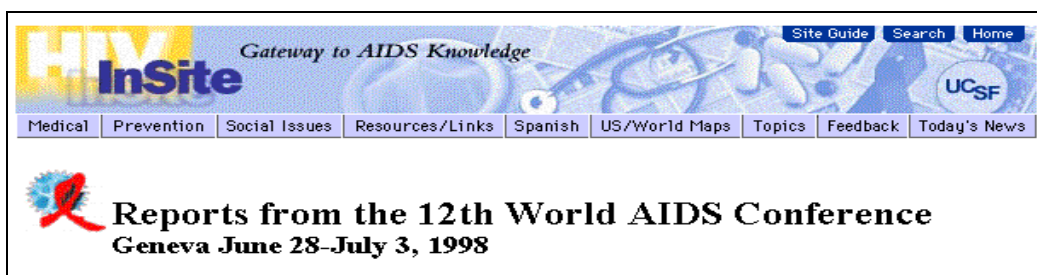 Site Guide Search Home
HIV
InSite
Gateway to AIDS Knowledge
UCSF
Medical Prevention Social Issues Resources/Links Spanish US/World Maps Topics Feedback Today's News
Reports from the 12th World AIDS Conference
Geneva June 28-July 3, 1998